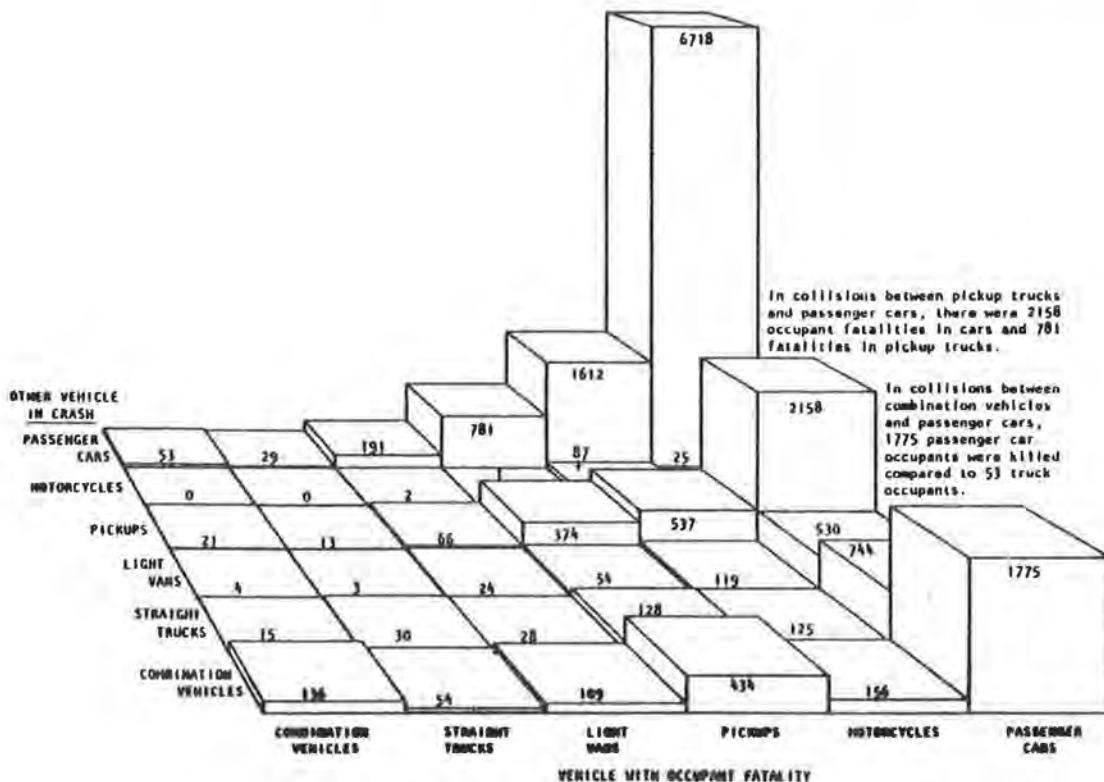 6718
In collisions between pickup trucks
and passenger cars, there were 2158
occupant fatalities in cars and 781
fatalities in pickup trucks.
1612
2158
In collisions between
combination vehicles
and passenger cars,
1775 passenger car
occupants were killed
compared to 53 truck
occupants.
OTHER VEHICLE
IN CRASH
PASSENGER
CARS
53 29 191 781
MOTORCYCLES
0 0 2 87 25
PICKUPS
21 13 66 374 537
LIGHT
VANS
4 3 24 54 119 530
STRAIGHT
TRUCKS
15 30 28 128 125 744
COMBINATION
VEHICLES
136 54 109 434 156 1775
COMBINATION
VEHICLES
STRAIGHT
TRUCKS
LIGHT
VANS
PICKUPS
MOTORCYCLES
PASSENGER
CARS
VEHICLE WITH OCCUPANT FATALITY